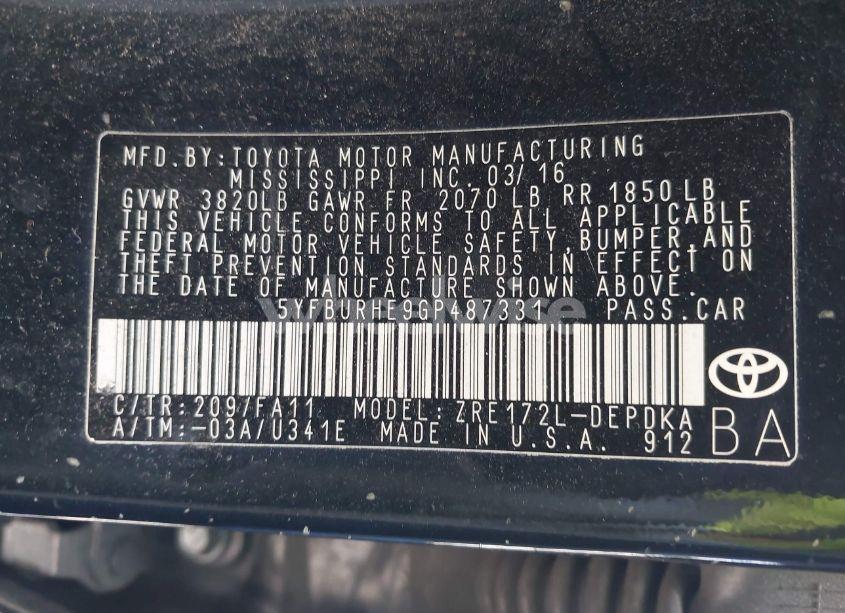 MFD. BY: TOYOTA MOTOR MANUFACTURING
MISSISSIPPI INC. 03/16
GVWR 3820LB GAWR FR 2070 LB RR 1850 LB
THIS VEHICLE CONFORMS TO ALL APPLICABLE
FEDERAL MOTOR VEHICLE SAFETY, BUMPER, AND
THEFT PREVENTION STANDARDS IN EFFECT ON
THE DATE OF MANUFACTURE SHOWN ABOVE.
5YFBURHE9GP487331 PASS. CAR
wheelwise
C/TR: 209/FA11 MODEL: ZRE172L-DEPDKA
A/TM: -03A/U341E MADE IN U.S.A. 912
BA